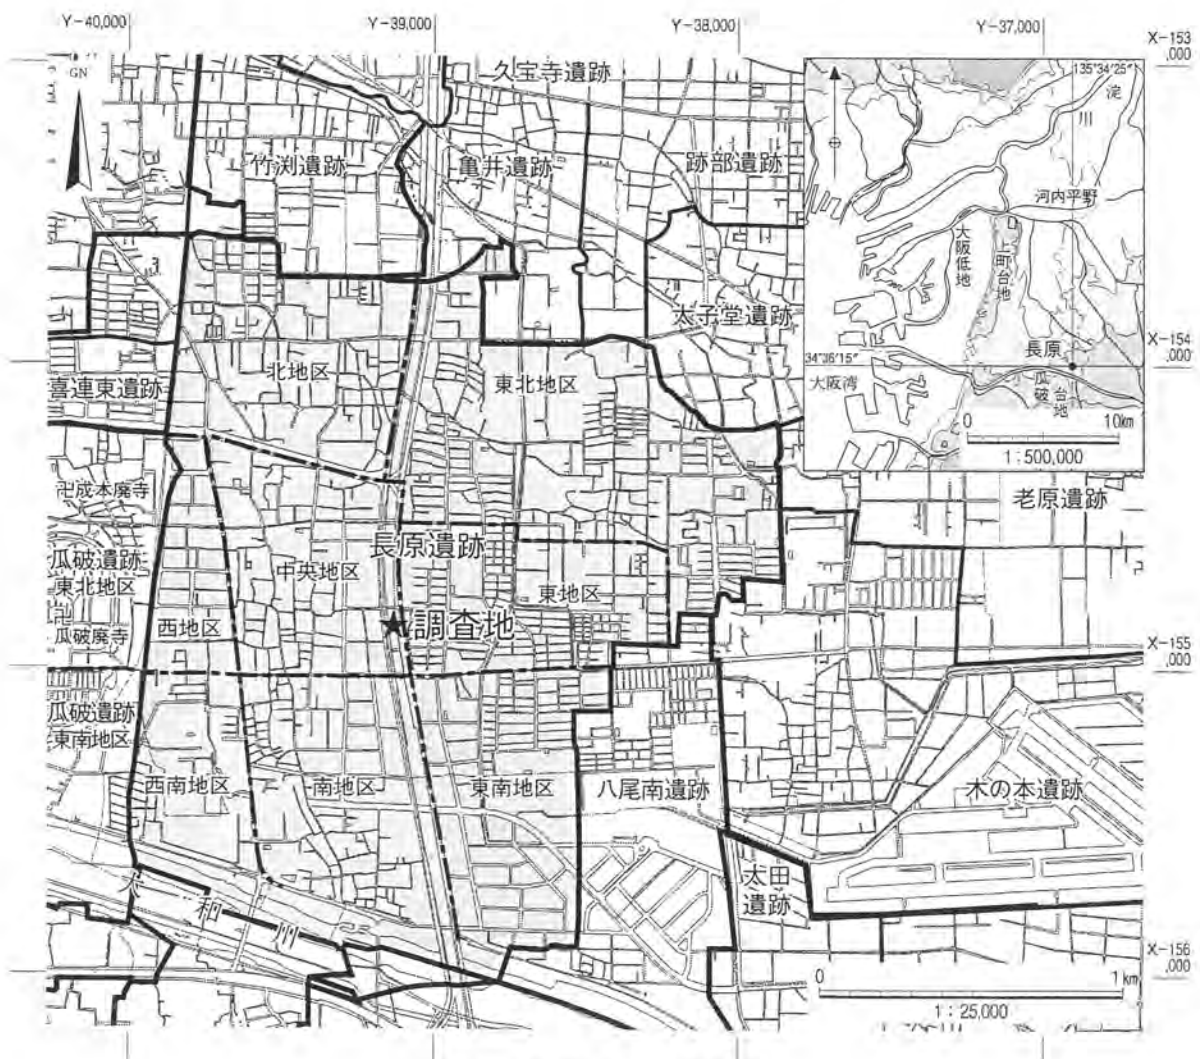 Y-40,000
Y-39,000
Y-38,000
Y-37,000
X-153
,000
GN
久宝寺遺跡
竹渕遺跡
亀井遺跡
跡部遺跡
135°34′25″
淀
川
河内平野
大阪低地
上町台地
太子堂遺跡
長原
34°36′15″
大阪湾
瓜破
台地
0
10km
1:500,000
X-154
,000
北地区
東北地区
喜連東遺跡
卍成本廃寺
老原遺跡
長原遺跡
瓜破遺跡
東北地区
中央地区
東地区
卍
瓜破廃寺
西地区
★調査地
X-155
,000
瓜破遺跡
東南地区
西南地区
南地区
東南地区
八尾南遺跡
木の本遺跡
太田
遺跡
大和川
X-156
,000
0
1km
1:25,000